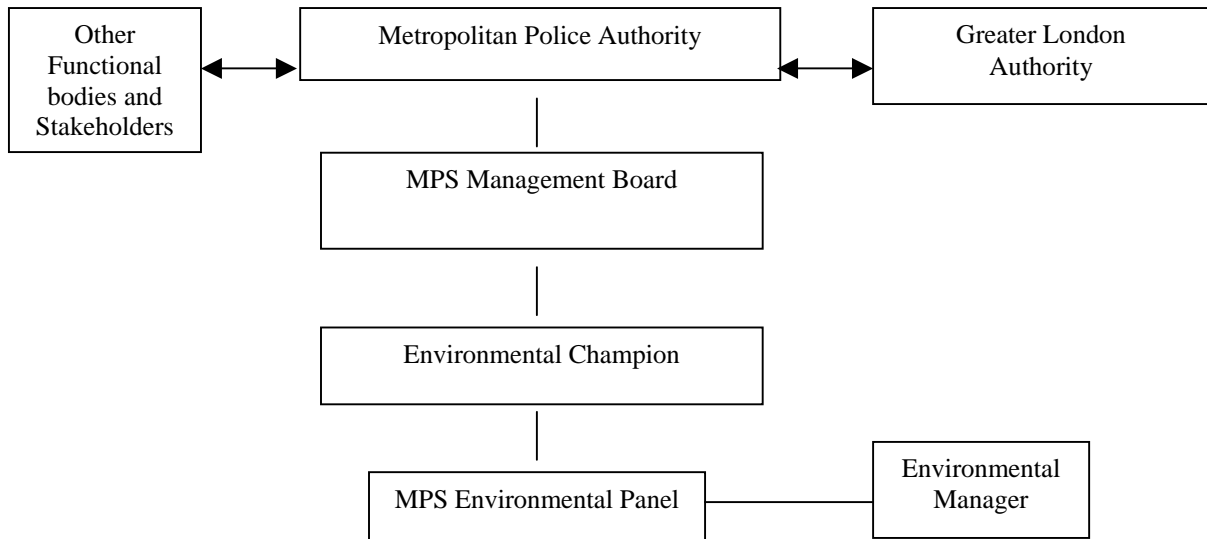 Other
Functional
bodies and
Stakeholders
Metropolitan Police Authority
Greater London
Authority
MPS Management Board
Environmental Champion
MPS Environmental Panel
Environmental
Manager